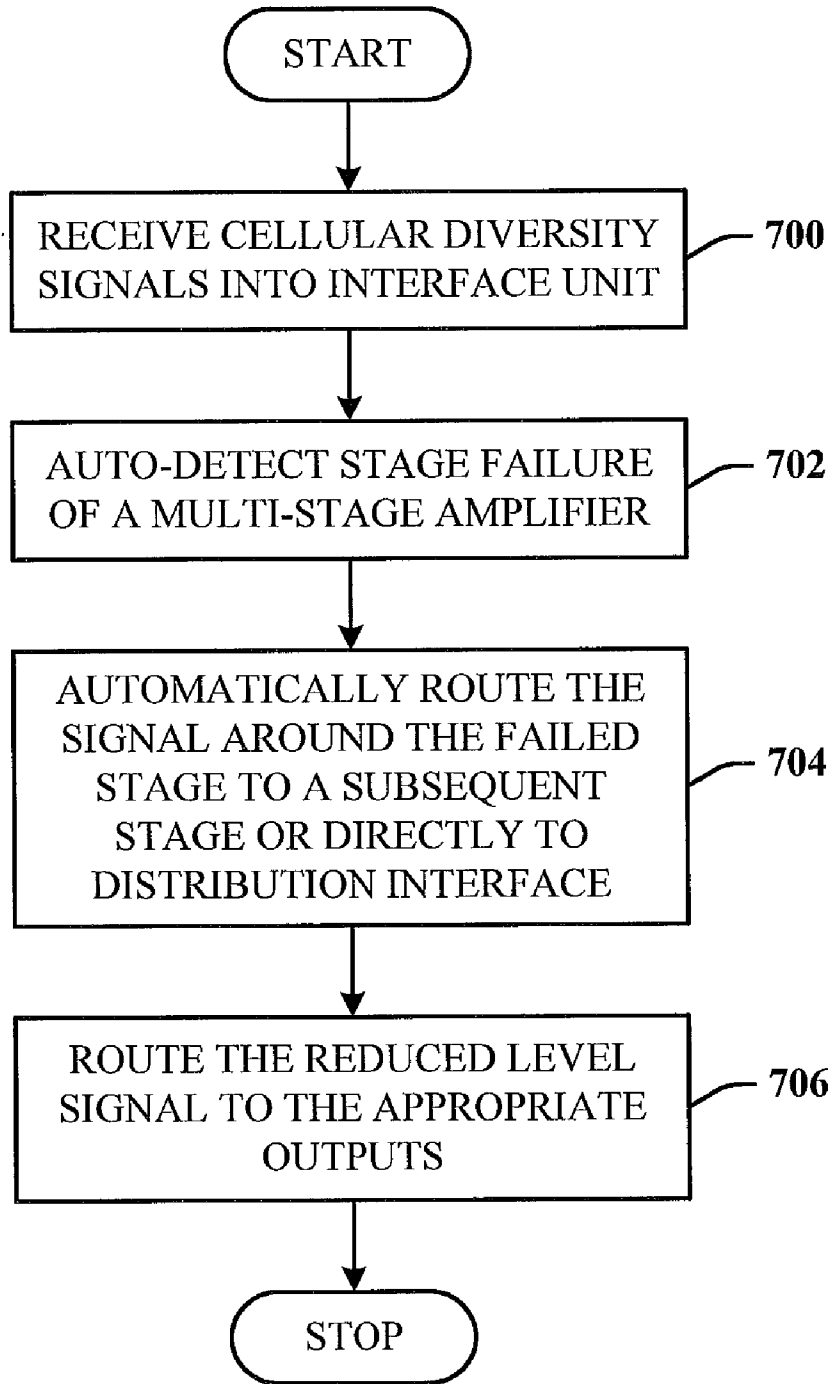 START
RECEIVE CELLULAR DIVERSITY
SIGNALS INTO INTERFACE UNIT
700
AUTO-DETECT STAGE FAILURE
OF A MULTI-STAGE AMPLIFIER
702
AUTOMATICALLY ROUTE THE
SIGNAL AROUND THE FAILED
STAGE TO A SUBSEQUENT
STAGE OR DIRECTLY TO
DISTRIBUTION INTERFACE
704
ROUTE THE REDUCED LEVEL
SIGNAL TO THE APPROPRIATE
OUTPUTS
706
STOP